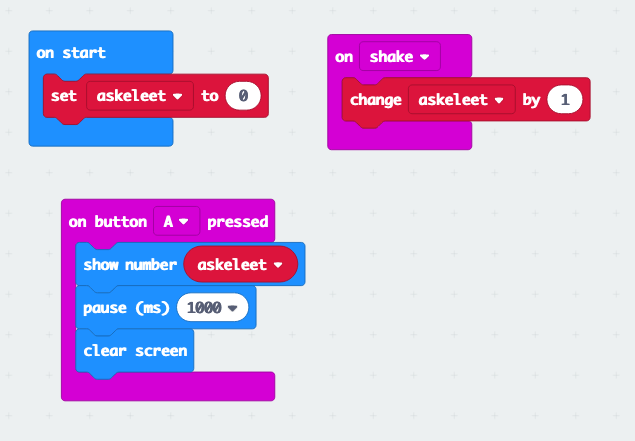 on start
set askeleet to 0
on shake
change askeleet by 1
on button A pressed
show number askeleet
pause (ms) 1000
clear screen